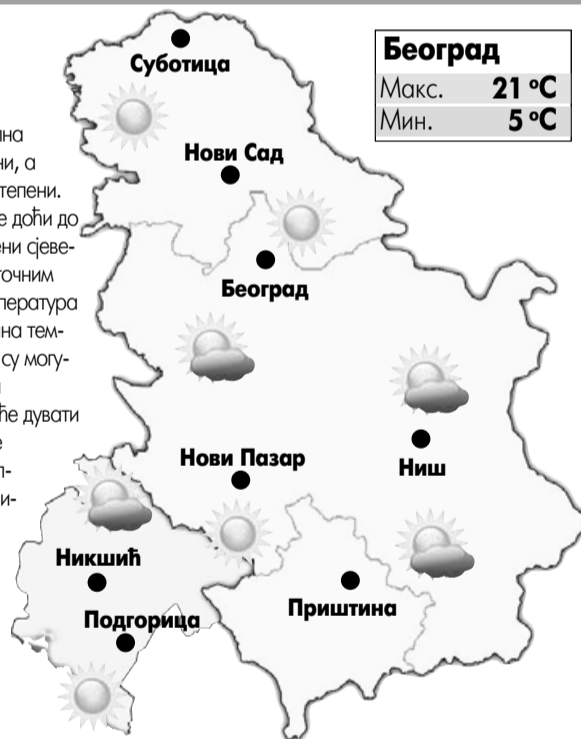 Београд
Макс. 21 °C
Мин. 5 °C
Суботица
Нови Сад
Београд
Нови Пазар
Ниш
Никшић
Подгорица
Приштина
на
ни, а
тепени.
е доћи до
ени сјеве-
точним
пература
на тем-
су могу-
ће дувати
е